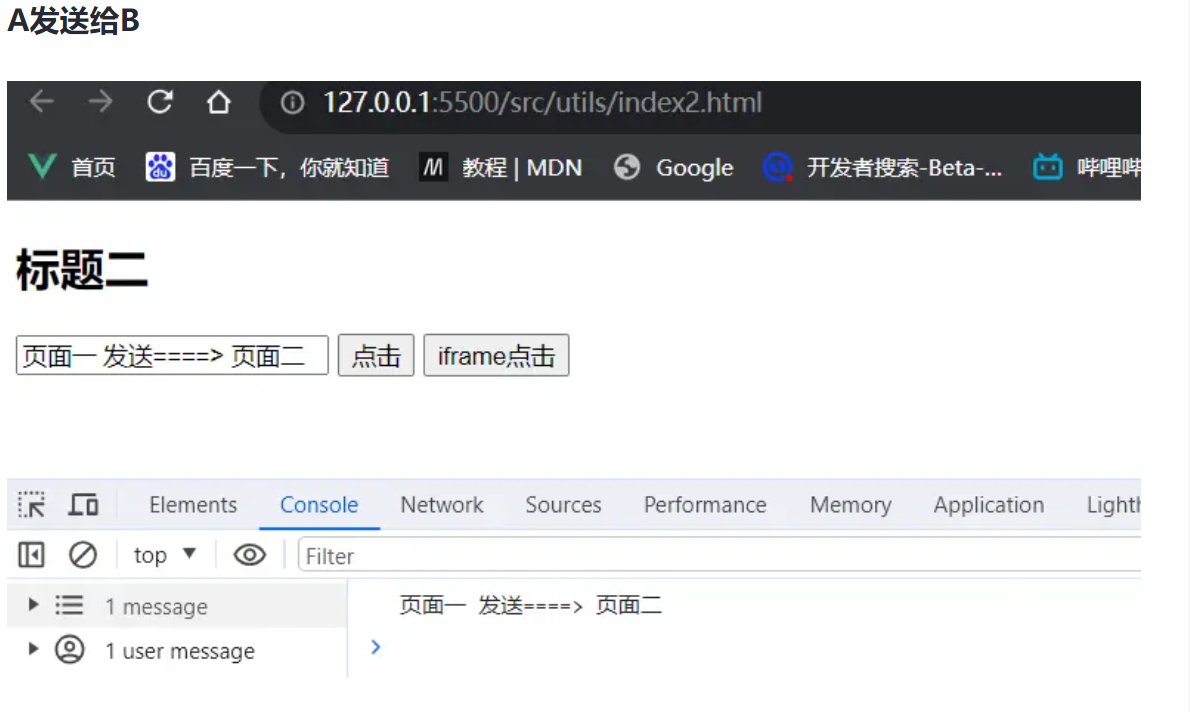 A发送给B
127.0.0.1:5500/src/utils/index2.html
首页 百度一下，你就知道 教程 | MDN Google 开发者搜索-Beta-... 哔哩哔
标题二
页面一 发送====> 页面二 点击 iframe点击
Elements Console Network Sources Performance Memory Application Lighth
top Filter
1 message 页面一 发送====> 页面二
1 user message